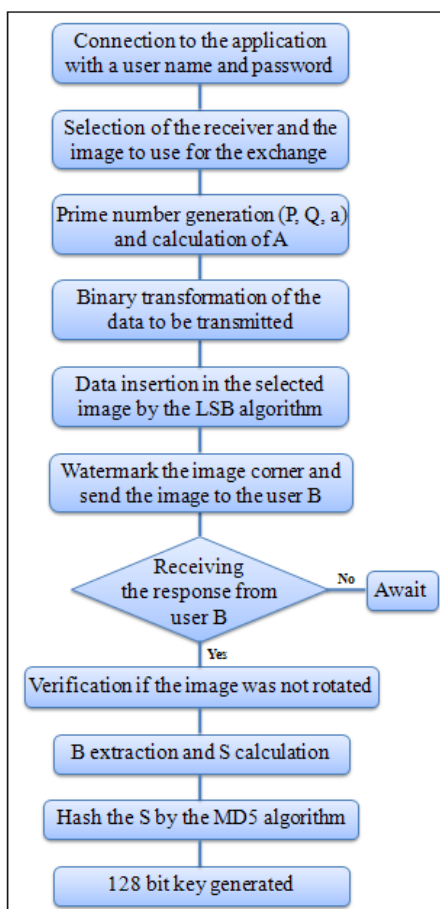 Connection to the application
with a user name and password
Selection of the receiver and the
image to use for the exchange
Prime number generation (P, Q, a)
and calculation of A
Binary transformation of the
data to be transmitted
Data insertion in the selected
image by the LSB algorithm
Watermark the image corner and
send the image to the user B
Receiving
the response from
user B
No
Await
Yes
Verification if the image was not rotated
B extraction and S calculation
Hash the S by the MD5 algorithm
128 bit key generated